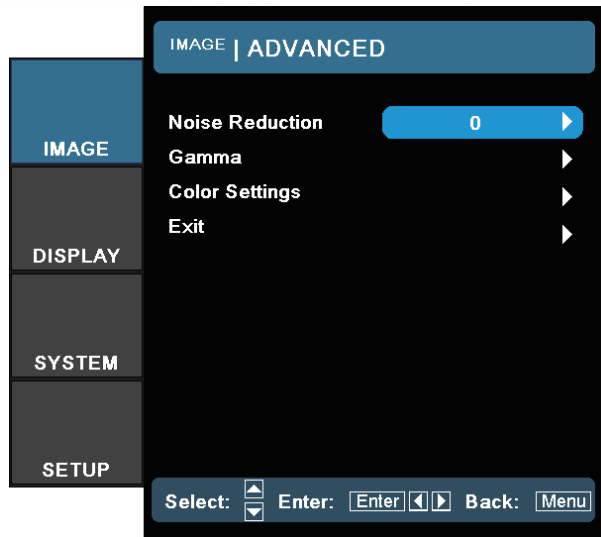 IMAGE | ADVANCED
IMAGE
DISPLAY
SYSTEM
SETUP
Noise Reduction 0
Gamma
Color Settings
Exit
Select: Enter: Enter Back: Menu